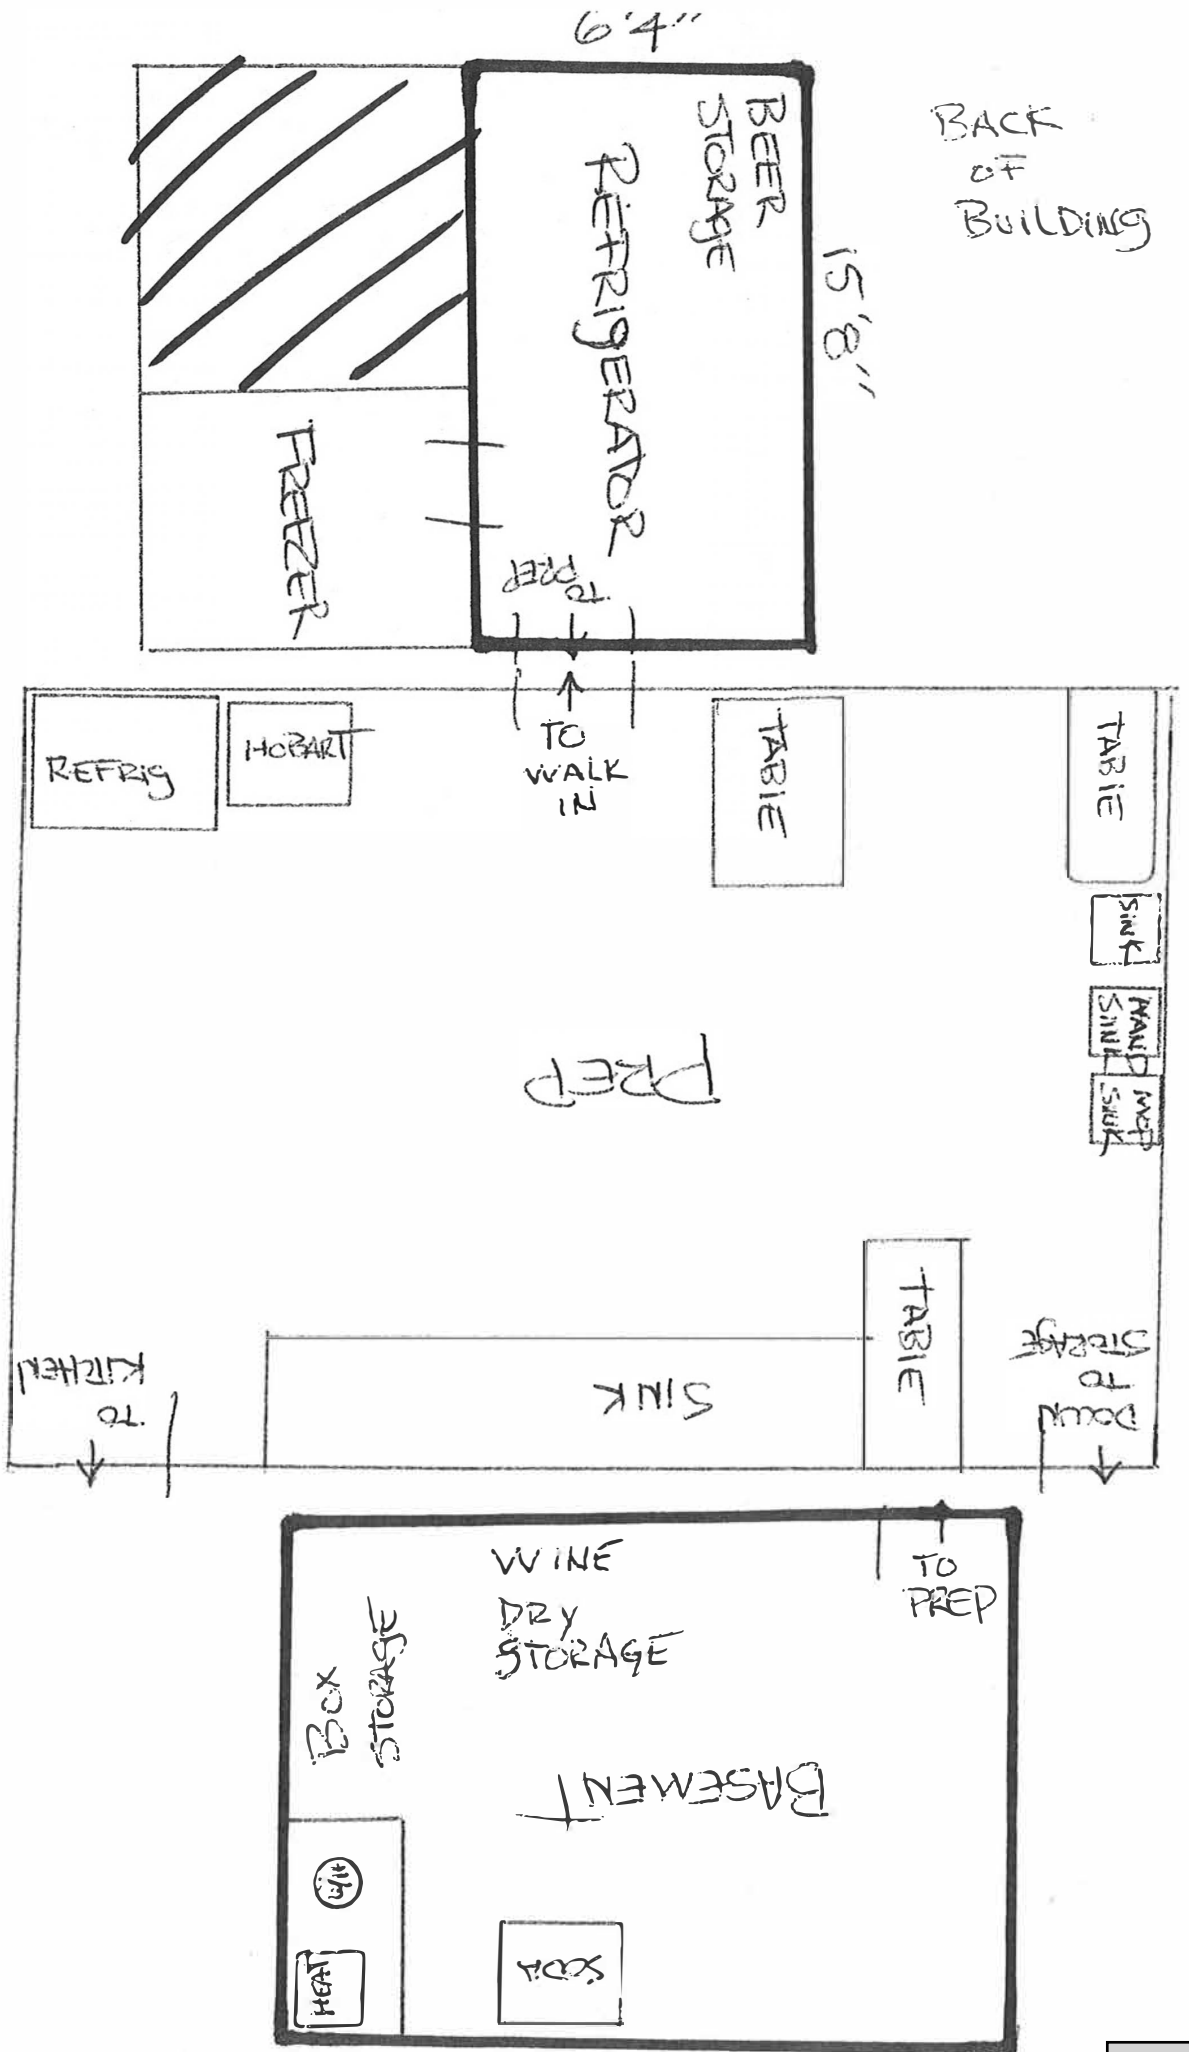 6'4"
BACK
OF
BUILDING
BEER
STORAGE
REFRIGERATOR
15'8"
FREEZER
TO
PREP
TO
WALK
IN
REFRIG
HOBART
TABLE
TABLE
SINK
HAND
SINK
MOP
SINK
PREP
TABLE
SINK
TO
KITCHEN
DOWN
TO
STORAGE
WINE
DRY
STORAGE
TO
PREP
BOX
STORAGE
BASEMENT
W/H
HEAT
SODA